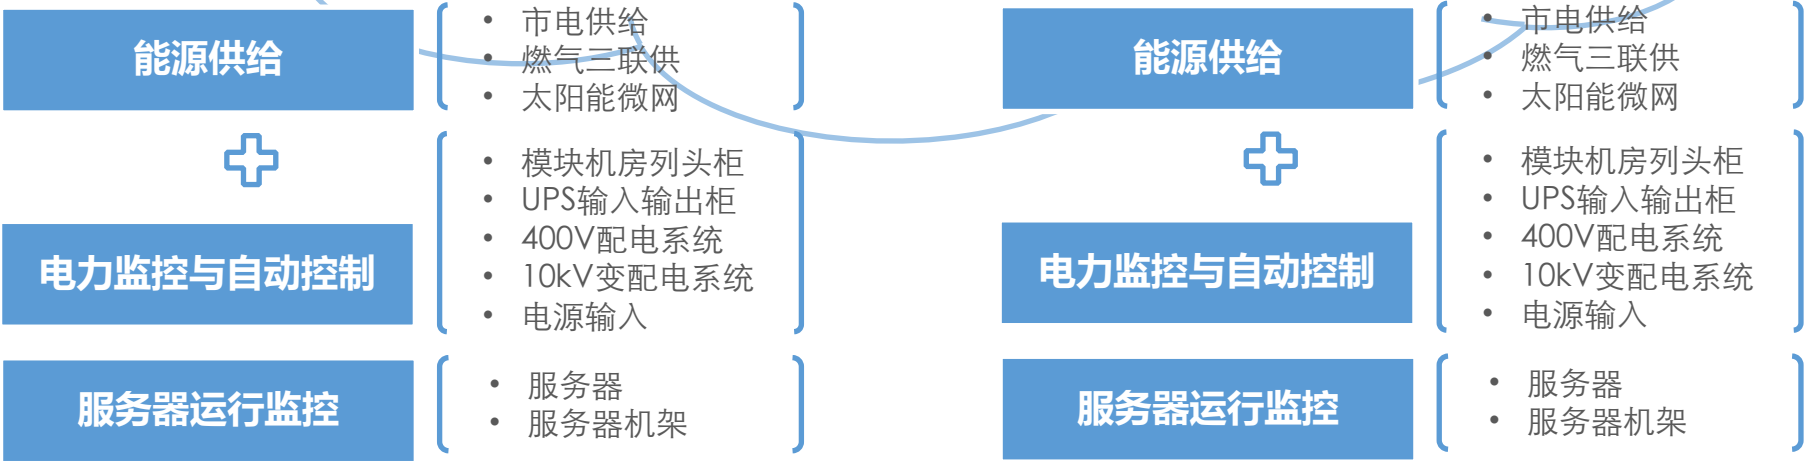 能源供给
• 市电供给
• 燃气三联供
• 太阳能微网
电力监控与自动控制
• 模块机房列头柜
• UPS输入输出柜
• 400V配电系统
• 10kV变配电系统
• 电源输入
服务器运行监控
• 服务器
• 服务器机架
能源供给
• 市电供给
• 燃气三联供
• 太阳能微网
电力监控与自动控制
• 模块机房列头柜
• UPS输入输出柜
• 400V配电系统
• 10kV变配电系统
• 电源输入
服务器运行监控
• 服务器
• 服务器机架